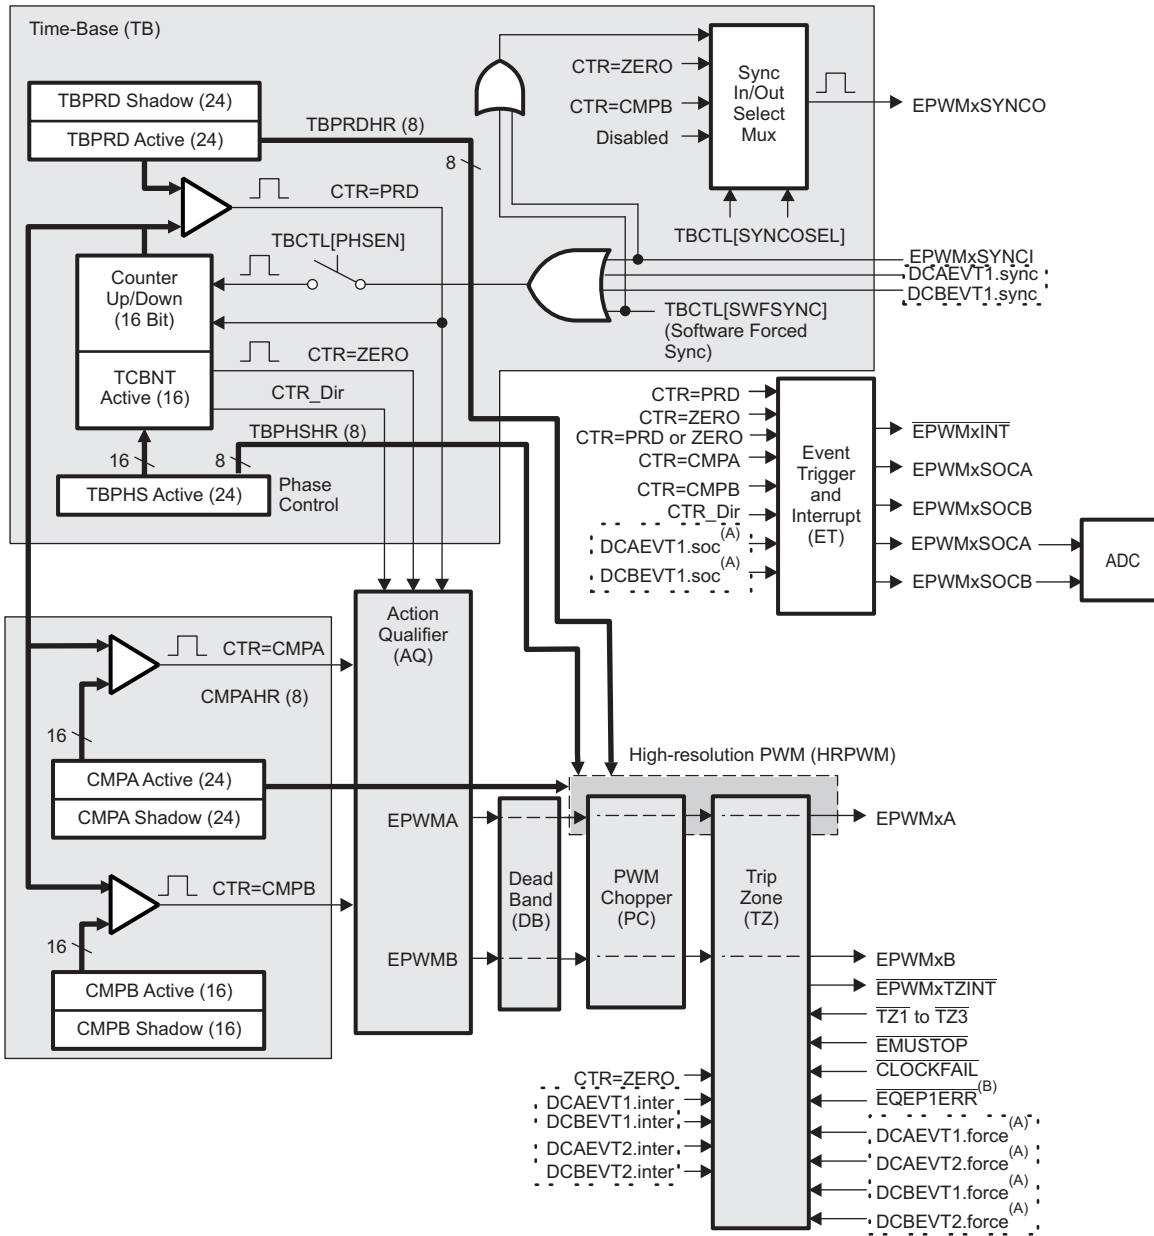 Time-Base (TB)
TBPRD Shadow (24)
TBPRD Active (24)
TBPRDHR (8)
8
CTR=PRD
CTR=ZERO
CTR=CMPB
Disabled
Sync
In/Out
Select
Mux
EPWMxSYNCO
TBCTL[SYNCOSEL]
TBCTL[PHSEN]
EPWMxSYNCI
DCAEVT1.sync
DCBEVT1.sync
TBCTL[SWFSYNC]
(Software Forced
Sync)
Counter
Up/Down
(16 Bit)
TCBNT
Active (16)
CTR=ZERO
CTR_Dir
TBPHSHR (8)
16
8
TBPHS Active (24)
Phase
Control
CTR=PRD
CTR=ZERO
CTR=PRD or ZERO
CTR=CMPA
CTR=CMPB
CTR_Dir
DCAEVT1.soc(A)
DCBEVT1.soc(A)
Event
Trigger
and
Interrupt
(ET)
EPWMxINT
EPWMxSOCA
EPWMxSOCB
EPWMxSOCA
EPWMxSOCB
ADC
Action
Qualifier
(AQ)
CTR=CMPA
CMPAHR (8)
16
CMPA Active (24)
CMPA Shadow (24)
CTR=CMPB
16
CMPB Active (16)
CMPB Shadow (16)
EPWMA
EPWMB
High-resolution PWM (HRPWM)
Dead
Band
(DB)
PWM
Chopper
(PC)
Trip
Zone
(TZ)
EPWMxA
EPWMxB
EPWMxTZINT
TZ1 to TZ3
EMUSTOP
CLOCKFAIL
EQEP1ERR(B)
DCAEVT1.force(A)
DCAEVT2.force(A)
DCBEVT1.force(A)
DCBEVT2.force(A)
CTR=ZERO
DCAEVT1.inter
DCBEVT1.inter
DCAEVT2.inter
DCBEVT2.inter